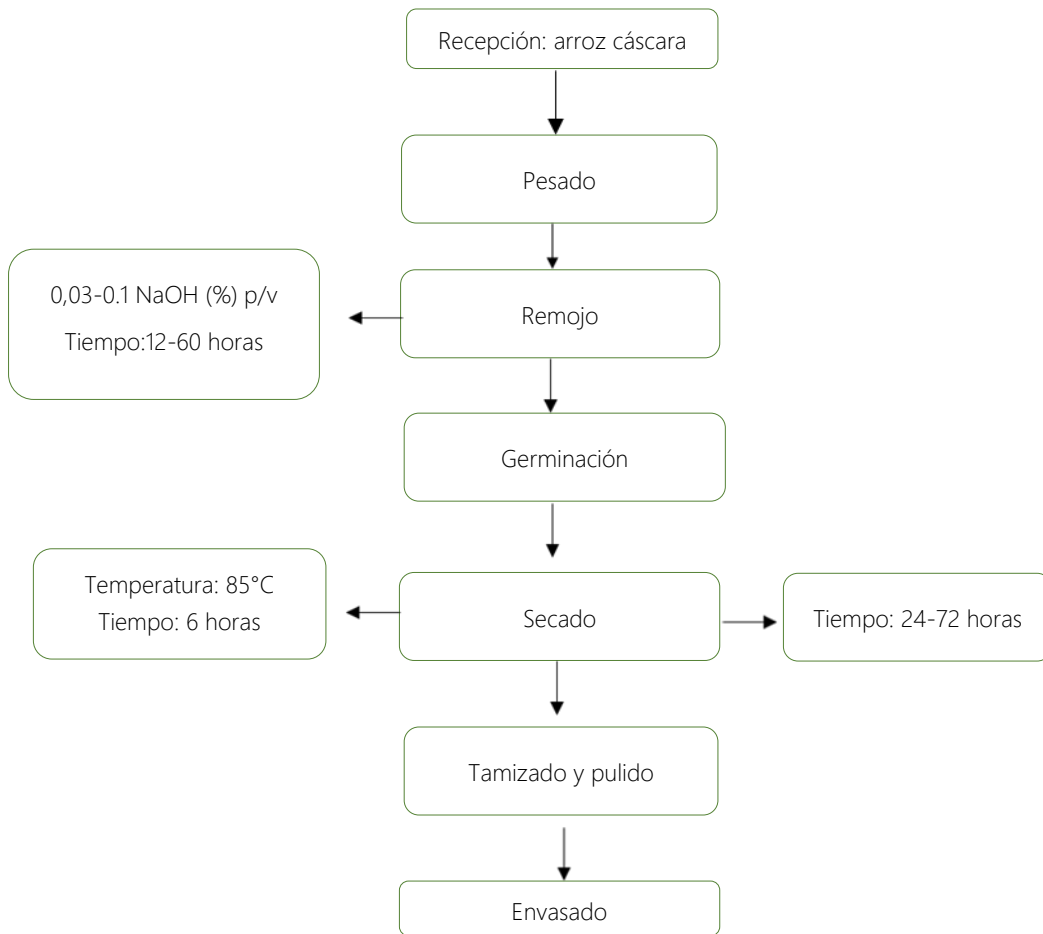 Recepción: arroz cáscara
Pesado
0,03-0.1 NaOH (%) p/v
Tiempo:12-60 horas
Remojo
Germinación
Temperatura: 85°C
Tiempo: 6 horas
Secado
Tiempo: 24-72 horas
Tamizado y pulido
Envasado